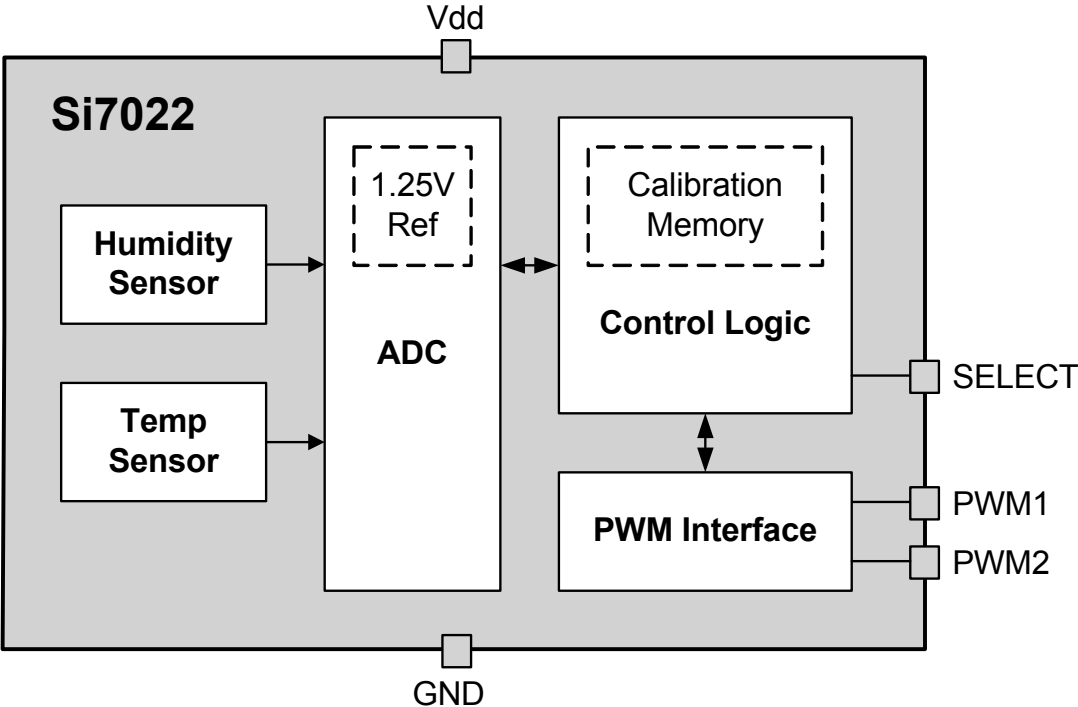 Vdd
Si7022
1.25V
Ref
Calibration
Memory
Humidity
Sensor
Control Logic
ADC
SELECT
Temp
Sensor
PWM1
PWM Interface
PWM2
GND